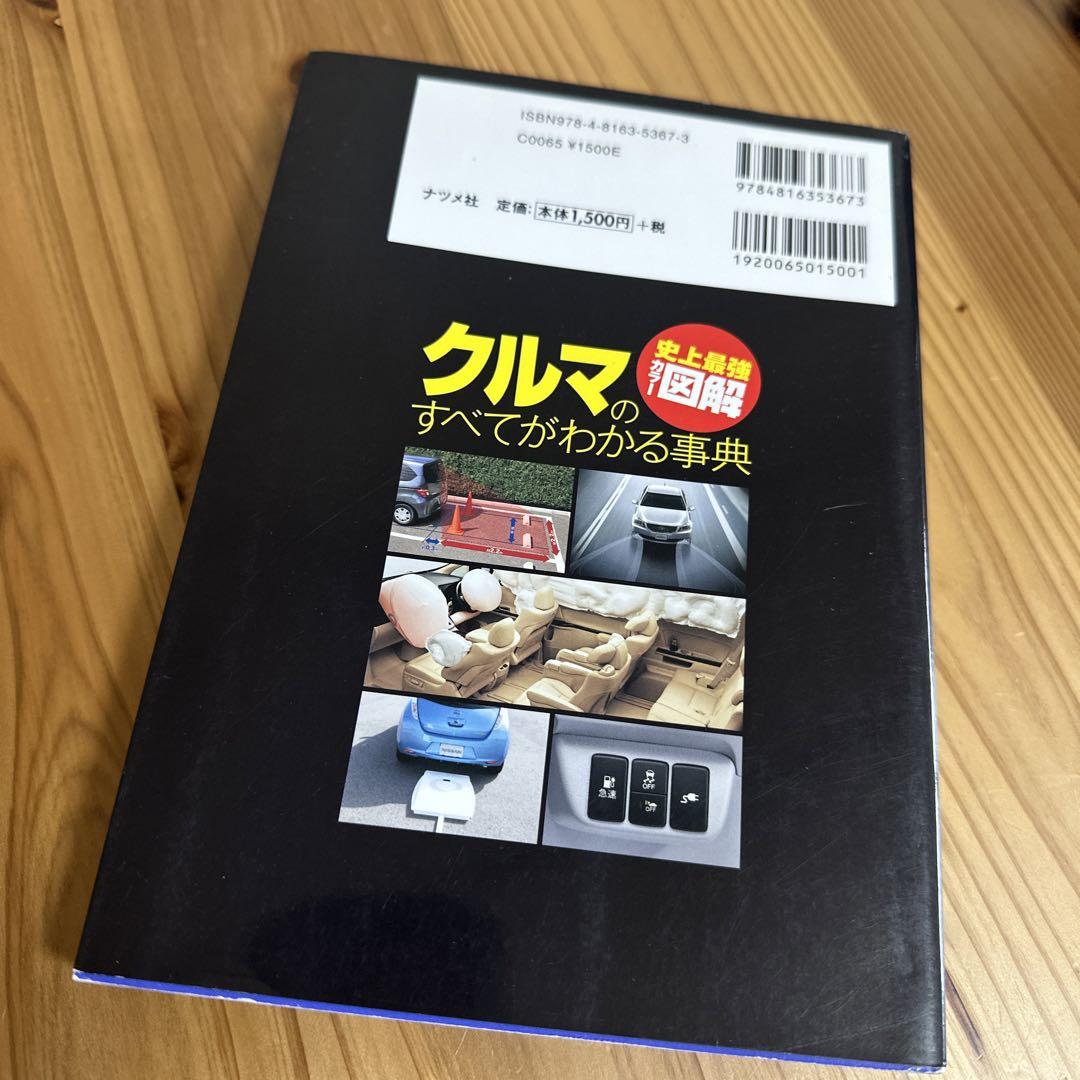 ISBN978-4-8163-5367-3
C0065 ¥1500E
ナツメ社 定価:本体1,500円+税
9784816353673
1920065015001
史上最強
カラー図解
クルマの
すべてがわかる事典
NISSAN
急速
OFF
OFF